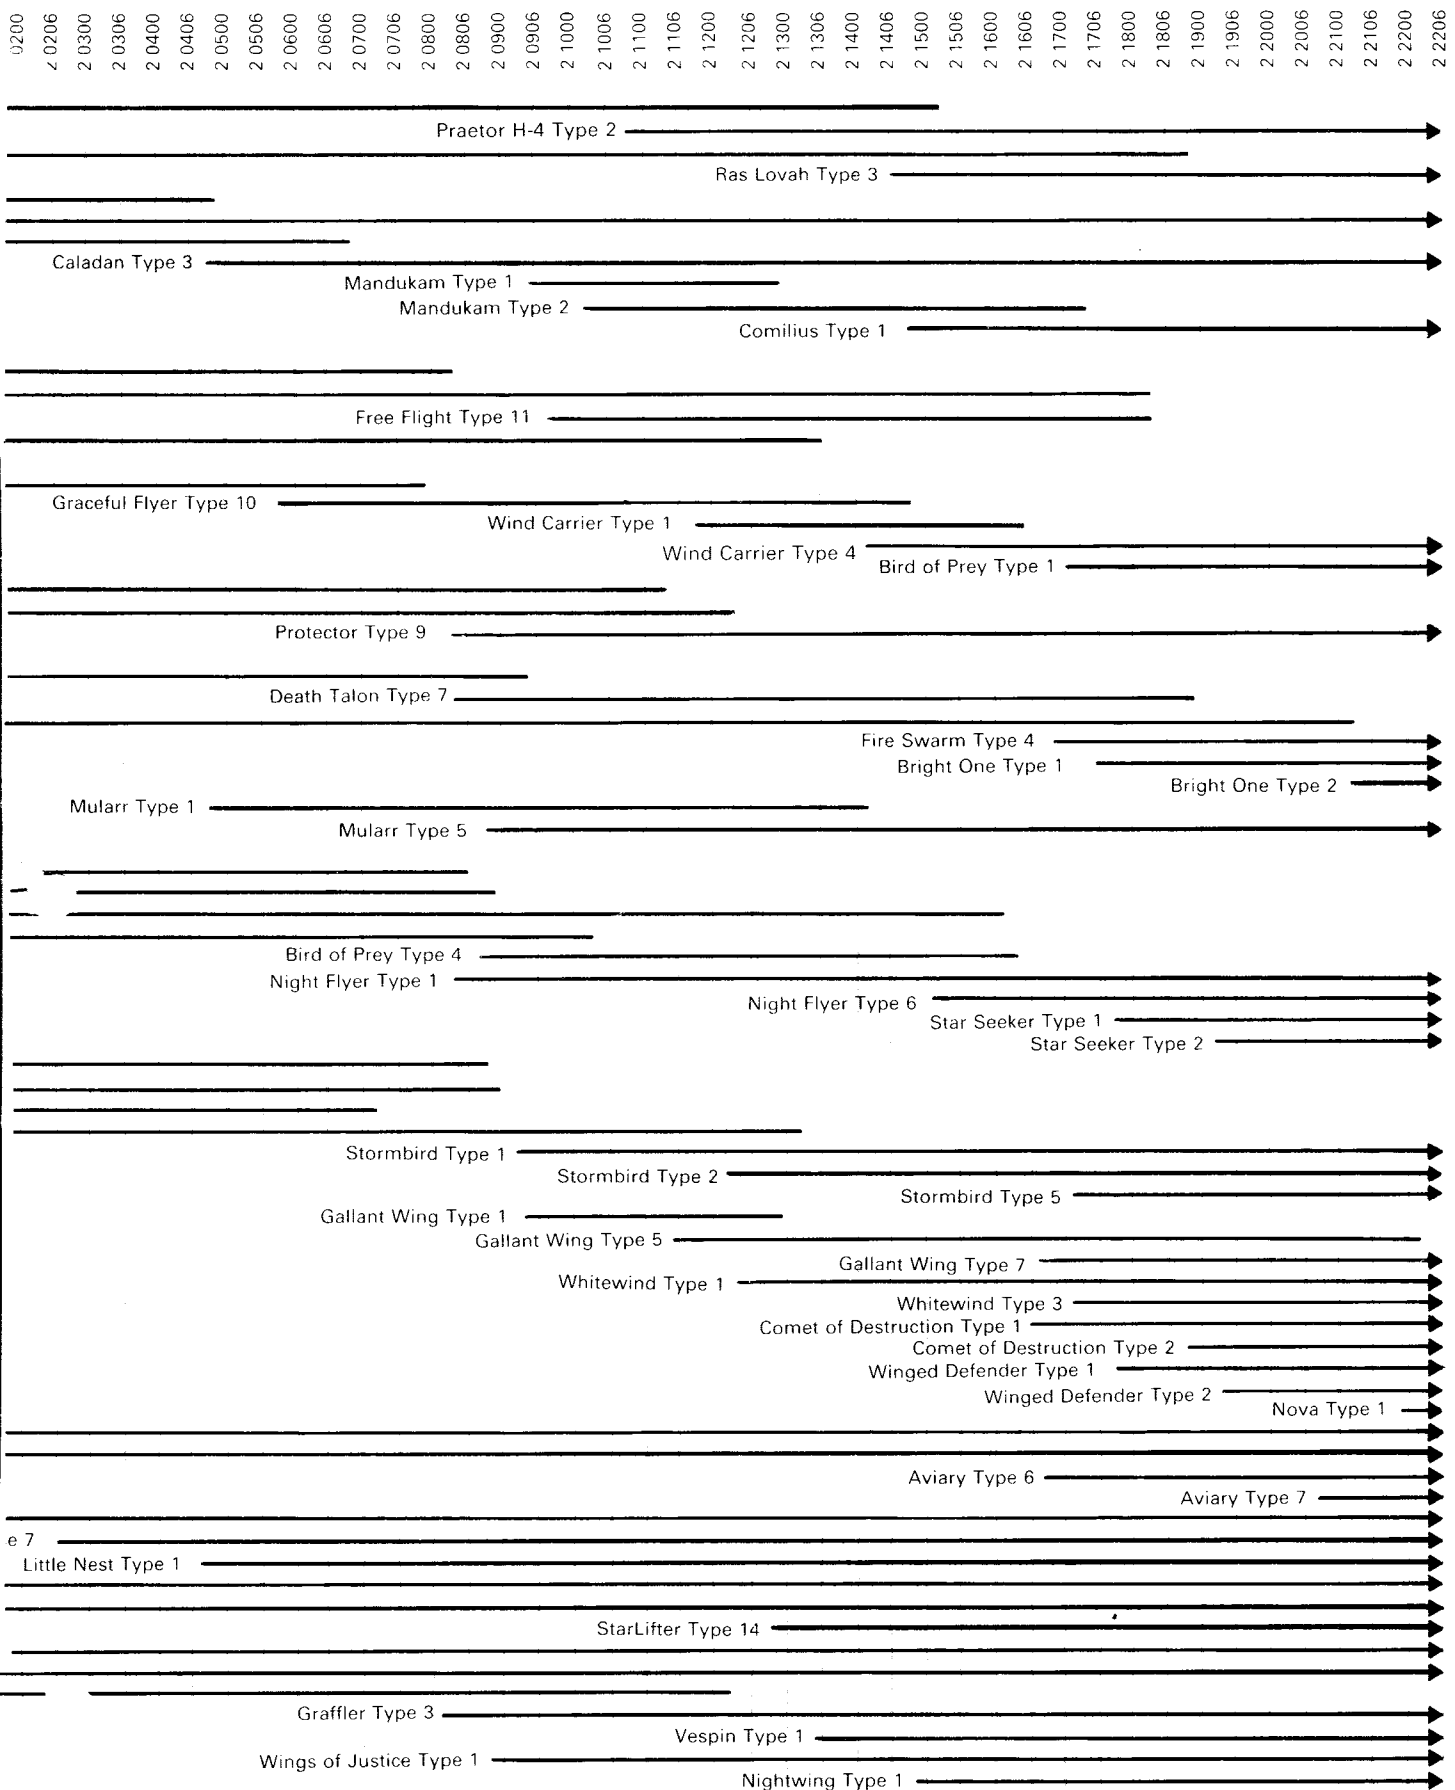 0200 2 0206 2 0300 2 0306 2 0400 2 0406 2 0500 2 0506 2 0600 2 0606 2 0700 2 0706 2 0800 2 0806 2 0900 2 0906 2 1000 2 1006 2 1100 2 1106 2 1200 2 1206 2 1300 2 1306 2 1400 2 1406 2 1500 2 1506 2 1600 2 1606 2 1700 2 1706 2 1800 2 1806 2 1900 2 1906 2 2000 2 2006 2 2100 2 2106 2 2200 2 2206
Praetor H-4 Type 2
Ras Lovah Type 3
Caladan Type 3
Mandukam Type 1
Mandukam Type 2
Comilius Type 1
Free Flight Type 11
Graceful Flyer Type 10
Wind Carrier Type 1
Wind Carrier Type 4
Bird of Prey Type 1
Protector Type 9
Death Talon Type 7
Fire Swarm Type 4
Bright One Type 1
Bright One Type 2
Mularr Type 1
Mularr Type 5
Bird of Prey Type 4
Night Flyer Type 1
Night Flyer Type 6
Star Seeker Type 1
Star Seeker Type 2
Stormbird Type 1
Stormbird Type 2
Stormbird Type 5
Gallant Wing Type 1
Gallant Wing Type 5
Gallant Wing Type 7
Whitewind Type 1
Whitewind Type 3
Comet of Destruction Type 1
Comet of Destruction Type 2
Winged Defender Type 1
Winged Defender Type 2
Nova Type 1
Aviary Type 6
Aviary Type 7
e 7
Little Nest Type 1
StarLifter Type 14
Graffler Type 3
Vespin Type 1
Wings of Justice Type 1
Nightwing Type 1